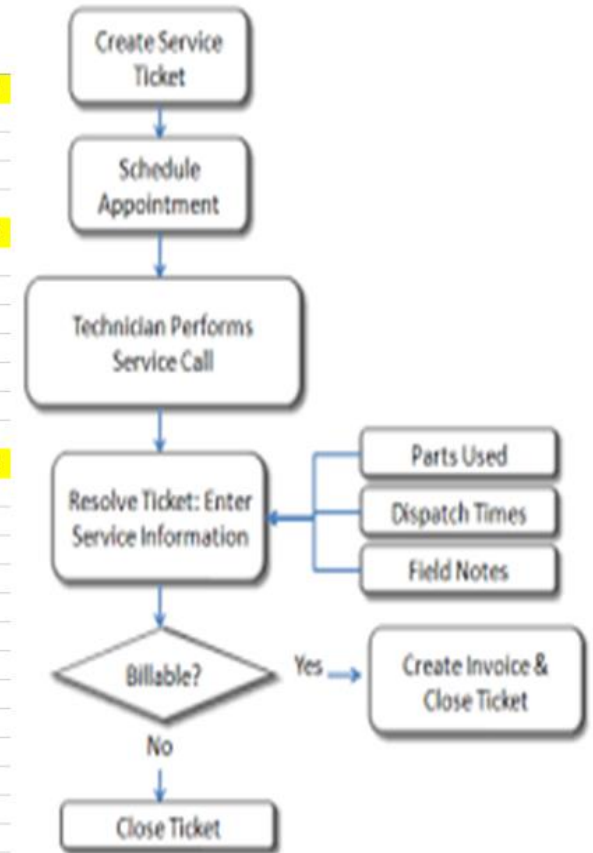 Create Service
Ticket
Schedule
Appointment
Technician Performs
Service Call
Resolve Ticket: Enter
Service Information
Parts Used
Dispatch Times
Field Notes
Billable?
Yes
Create Invoice &
Close Ticket
No
Close Ticket